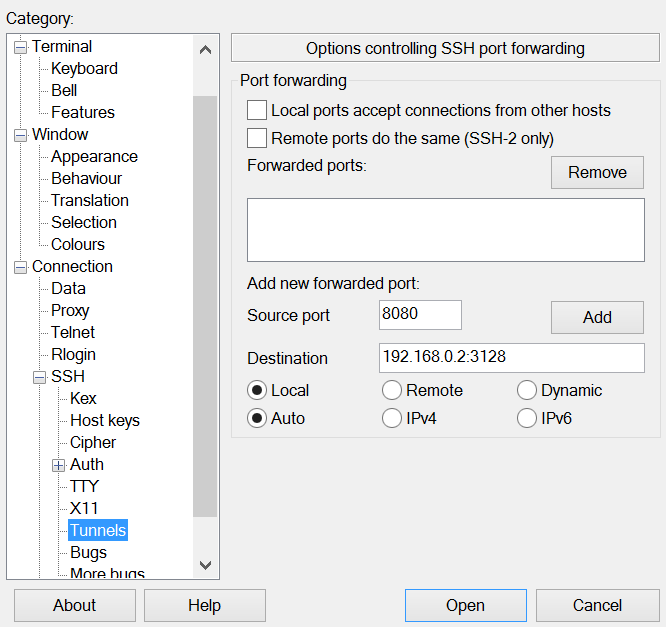 Category:
Terminal
Keyboard
Bell
Features
Window
Appearance
Behaviour
Translation
Selection
Colours
Connection
Data
Proxy
Telnet
Rlogin
SSH
Kex
Host keys
Cipher
Auth
TTY
X11
Tunnels
Bugs
More bugs
Options controlling SSH port forwarding
Port forwarding
Local ports accept connections from other hosts
Remote ports do the same (SSH-2 only)
Forwarded ports:
Remove
Add new forwarded port:
Source port
8080
Add
Destination
192.168.0.2:3128
Local
Remote
Dynamic
Auto
IPv4
IPv6
About
Help
Open
Cancel